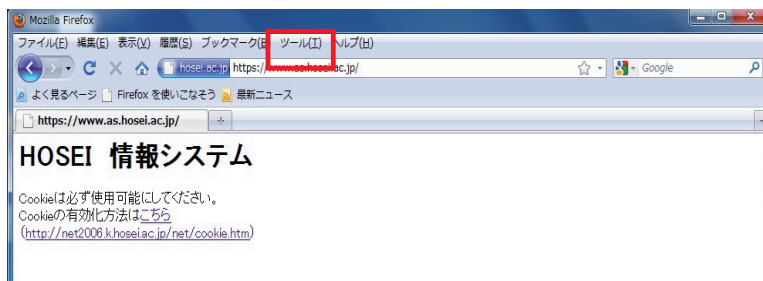 Mozilla Firefox
ファイル(F) 編集(E) 表示(V) 履歴(S) ブックマーク(B ツール(T) ヘルプ(H)
hosei.ac.jp https://www.as.hosei.ac.jp/ Google
よく見るページ Firefox を使いこなそう 最新ニュース
https://www.as.hosei.ac.jp/
HOSEI 情報システム
Cookieは必ず使用可能にしてください。
Cookieの有効化方法はこちら
(http://net2006.k.hosei.ac.jp/net/cookie.htm)